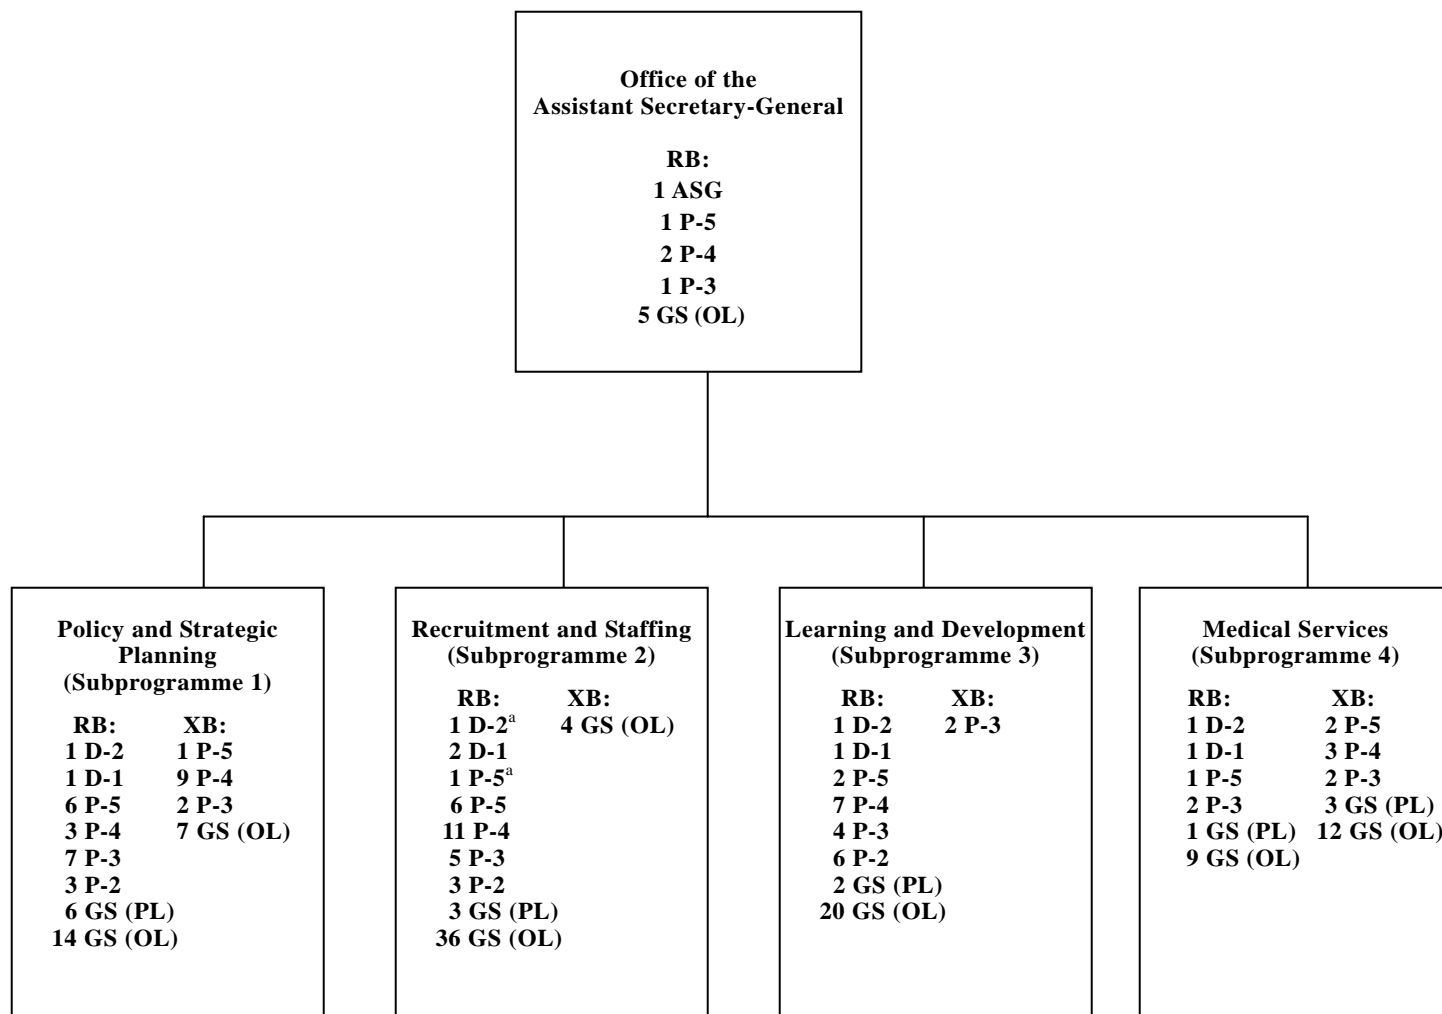 Office of the
Assistant Secretary-General
RB:
1 ASG
1 P-5
2 P-4
1 P-3
5 GS (OL)
Policy and Strategic
Planning
(Subprogramme 1)
RB: XB:
1 D-2 1 P-5
1 D-1 9 P-4
6 P-5 2 P-3
3 P-4 7 GS (OL)
7 P-3
3 P-2
6 GS (PL)
14 GS (OL)
Recruitment and Staffing
(Subprogramme 2)
RB: XB:
1 D-2ᵃ 4 GS (OL)
2 D-1
1 P-5ᵃ
6 P-5
11 P-4
5 P-3
3 P-2
3 GS (PL)
36 GS (OL)
Learning and Development
(Subprogramme 3)
RB: XB:
1 D-2 2 P-3
1 D-1
2 P-5
7 P-4
4 P-3
6 P-2
2 GS (PL)
20 GS (OL)
Medical Services
(Subprogramme 4)
RB: XB:
1 D-2 2 P-5
1 D-1 3 P-4
1 P-5 2 P-3
2 P-3 3 GS (PL)
1 GS (PL) 12 GS (OL)
9 GS (OL)